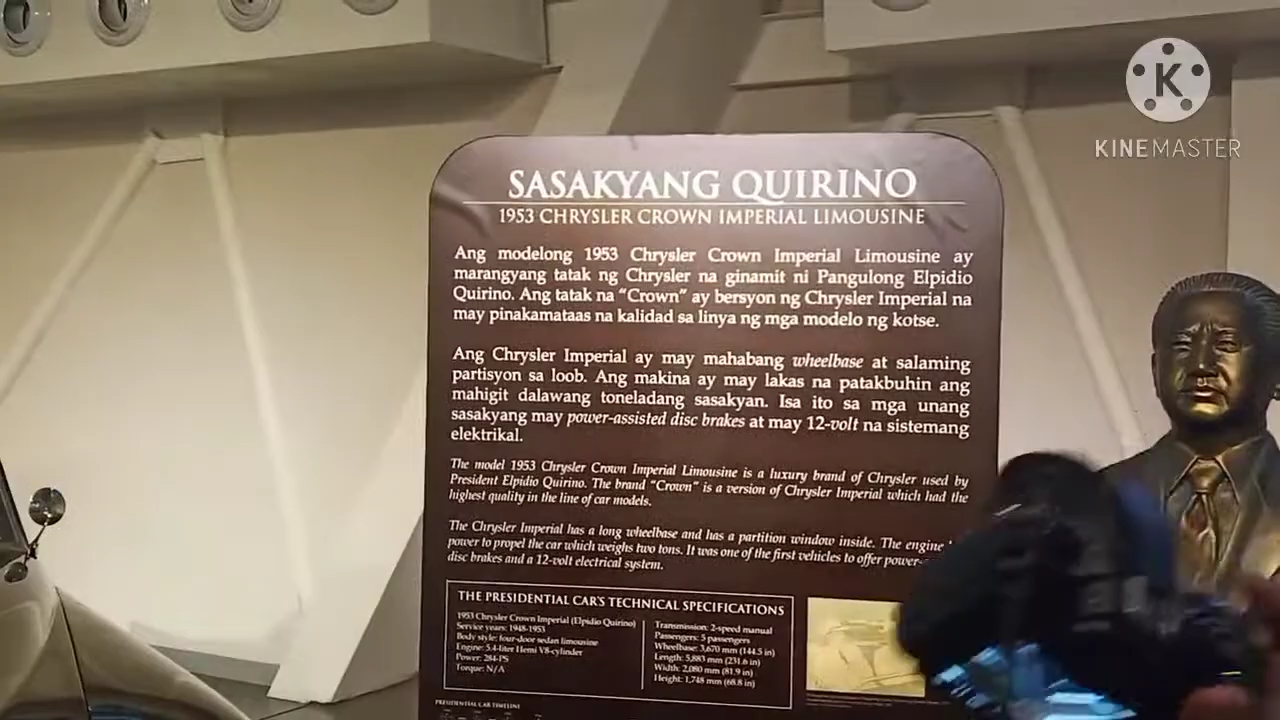 K
KINEMASTER
SASAKYANG QUIRINO
1953 CHRYSLER CROWN IMPERIAL LIMOUSINE
Ang modelong 1953 Chrysler Crown Imperial Limousine ay
marangyang tatak ng Chrysler na ginamit ni Pangulong Elpidio
Quirino. Ang tatak na "Crown" ay bersyon ng Chrysler Imperial na
may pinakamataas na kalidad sa linya ng mga modelo ng kotse.
Ang Chrysler Imperial ay may mahabang wheelbase at salaming
partisyon sa loob. Ang makina ay may lakas na patakbuhin ang
mahigit dalawang toneladang sasakyan. Isa ito sa mga unang
sasakyang may power-assisted disc brakes at may 12-volt na sistemang
elektrikal.
The model 1953 Chrysler Crown Imperial Limousine is a luxury brand of Chrysler used by
President Elpidio Quirino. The brand "Crown" is a version of Chrysler Imperial which had the
highest quality in the line of car models.
The Chrysler Imperial has a long wheelbase and has a partition window inside. The engine
power to propel the car which weighs two tons. It was one of the first vehicles to offer power-
disc brakes and a 12-volt electrical system.
THE PRESIDENTIAL CAR'S TECHNICAL SPECIFICATIONS
1953 Chrysler Crown Imperial (Elpidio Quirino)
Service years: 1948-1953
Body style: four-door sedan limousine
Engine: 5.4-liter Hemi V8-cylinder
Power: 284-PS
Torque: N/A
Transmission: 2-speed manual
Passengers: 5 passengers
Wheelbase: 3,670 mm (144.5 in)
Length: 5,883 mm (231.6 in)
Width: 2,080 mm (81.9 in)
Height: 1,748 mm (68.8 in)
PRESIDENTIAL CAR TIMELINE